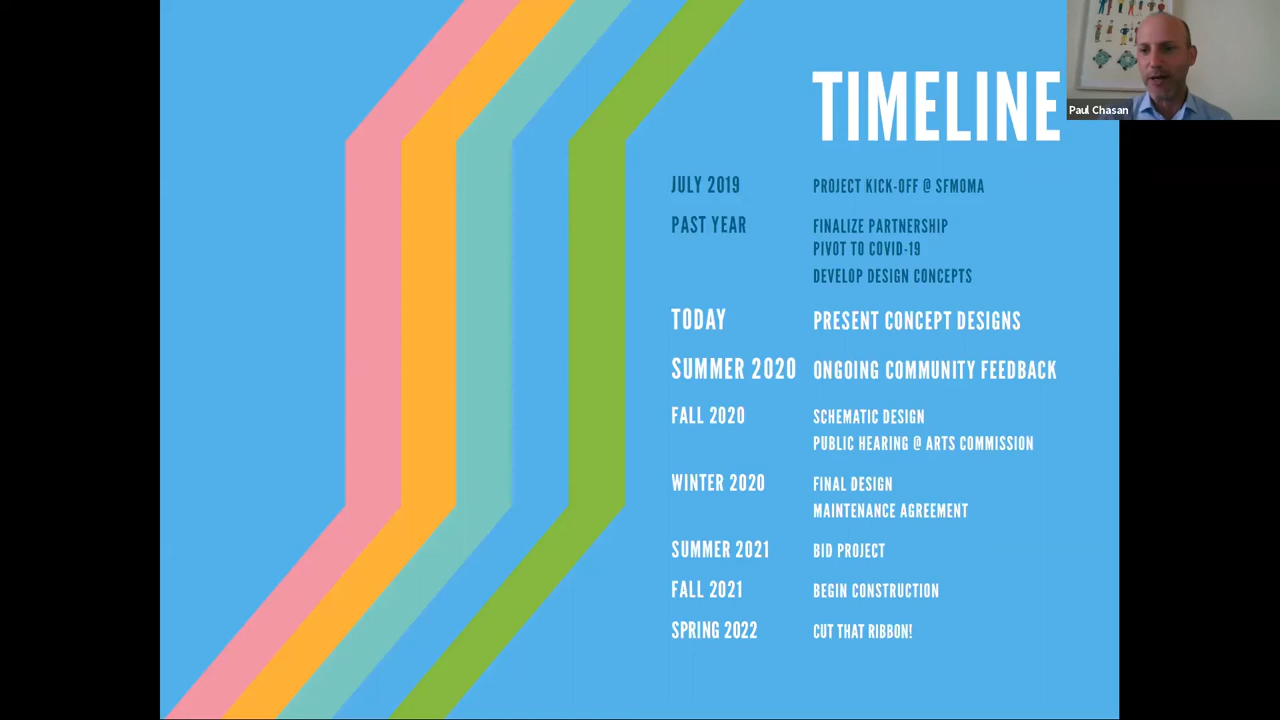 TIMELINE
Paul Chasan
JULY 2019 PROJECT KICK-OFF @ SFMOMA
PAST YEAR FINALIZE PARTNERSHIP
PIVOT TO COVID-19
DEVELOP DESIGN CONCEPTS
TODAY PRESENT CONCEPT DESIGNS
SUMMER 2020 ONGOING COMMUNITY FEEDBACK
FALL 2020 SCHEMATIC DESIGN
PUBLIC HEARING @ ARTS COMMISSION
WINTER 2020 FINAL DESIGN
MAINTENANCE AGREEMENT
SUMMER 2021 BID PROJECT
FALL 2021 BEGIN CONSTRUCTION
SPRING 2022 CUT THAT RIBBON!